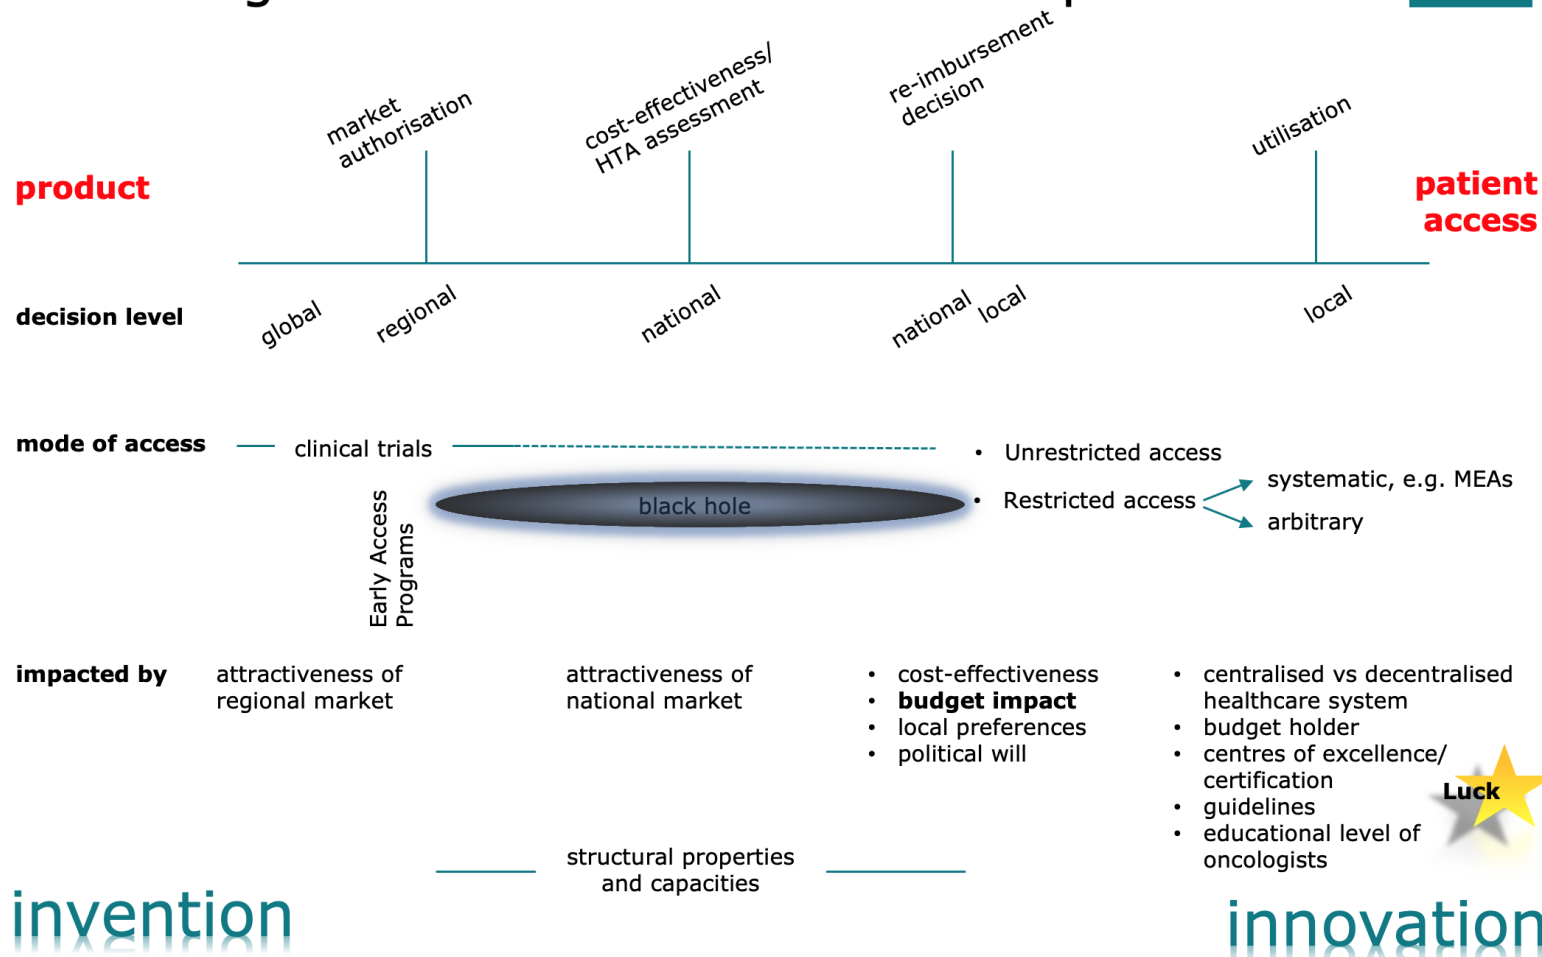 market
authorisation
cost-effectiveness/
HTA assessment
re-imbursement
decision
utilisation
product
patient
access
decision level
global
regional
national
national
local
local
mode of access
clinical trials
• Unrestricted access
black hole
• Restricted access
systematic, e.g. MEAs
arbitrary
Early Access
Programs
impacted by
attractiveness of
regional market
attractiveness of
national market
• cost-effectiveness
• budget impact
• local preferences
• political will
• centralised vs decentralised
healthcare system
• budget holder
• centres of excellence/
certification
• guidelines
• educational level of
oncologists
Luck
structural properties
and capacities
invention
innovation